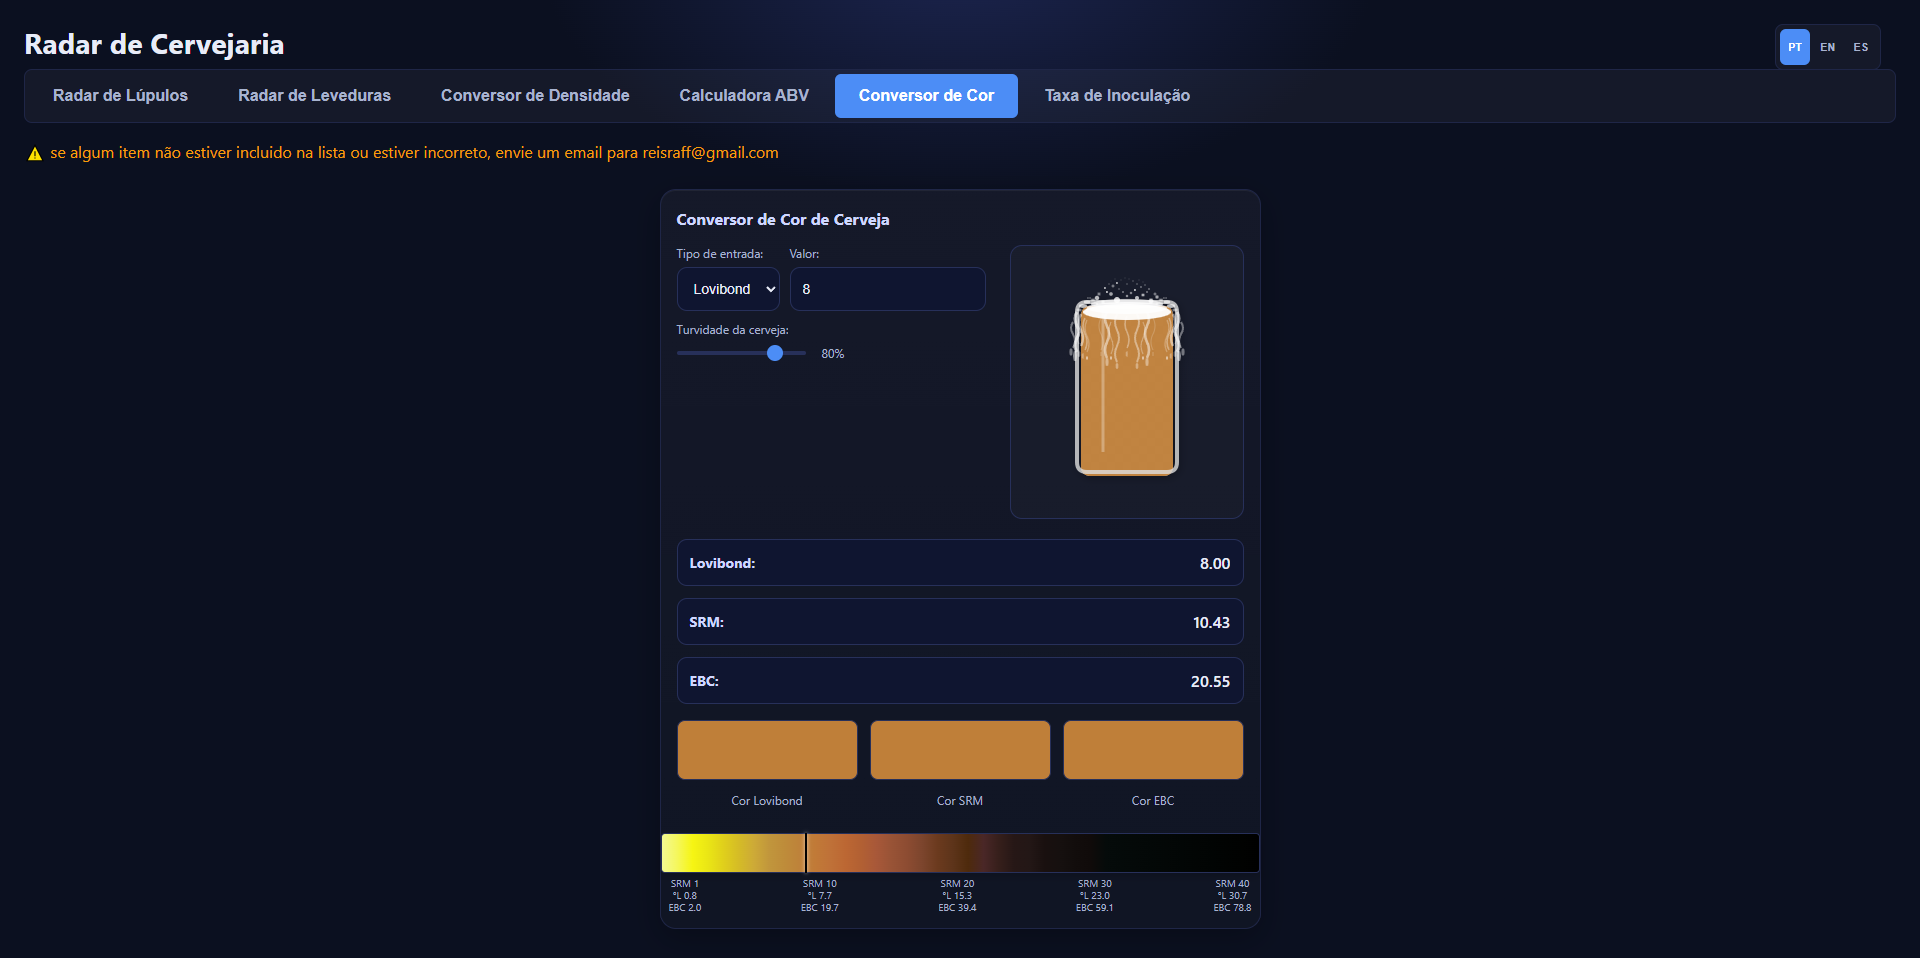 Radar de Cervejaria
PT EN ES
Radar de Lúpulos Radar de Leveduras Conversor de Densidade Calculadora ABV Conversor de Cor Taxa de Inoculação
⚠️ se algum item não estiver incluido na lista ou estiver incorreto, envie um email para reisraff@gmail.com
Conversor de Cor de Cerveja
Tipo de entrada: Valor:
Lovibond 8
Turvidade da cerveja:
80%
Lovibond: 8.00
SRM: 10.43
EBC: 20.55
Cor Lovibond Cor SRM Cor EBC
SRM 1 SRM 10 SRM 20 SRM 30 SRM 40
°L 0.8 °L 7.7 °L 15.3 °L 23.0 °L 30.7
EBC 2.0 EBC 19.7 EBC 39.4 EBC 59.1 EBC 78.8